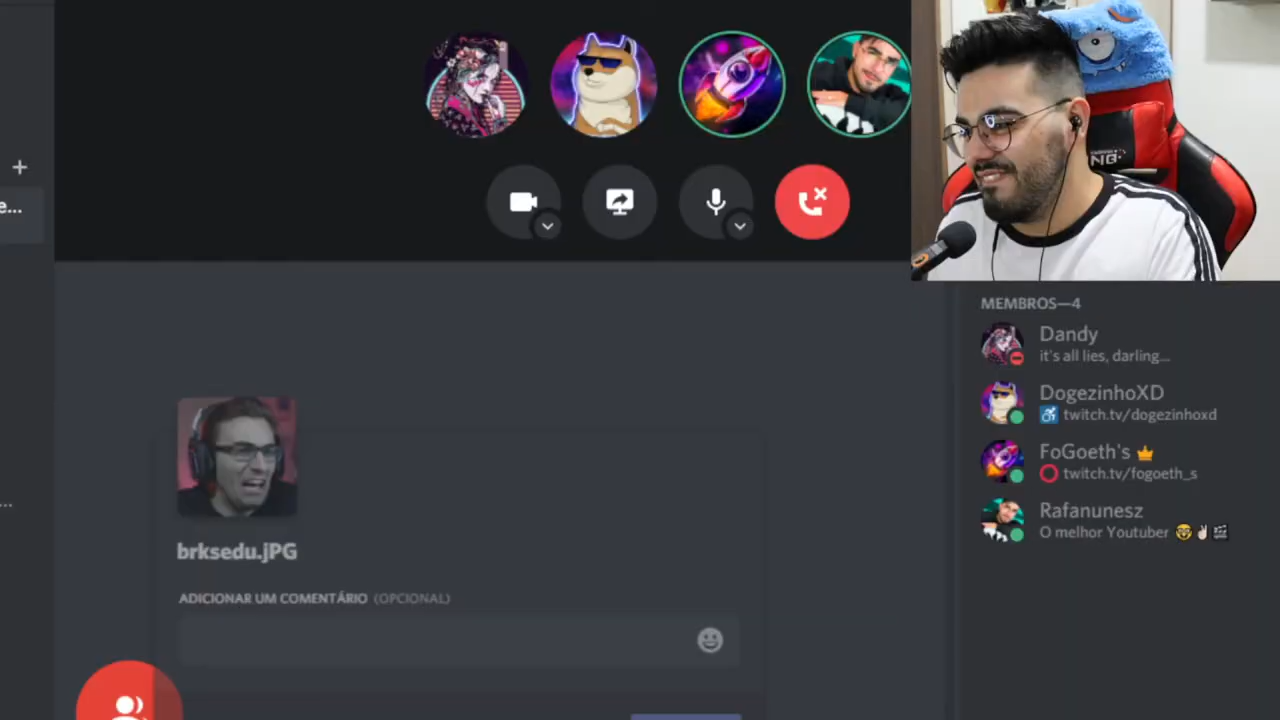 e...
NG
MEMBROS—4
Dandy
it's all lies, darling...
DogezinhoXD
twitch.tv/dogezinhoxd
FoGoeth's
twitch.tv/fogoeth_s
Rafanunesz
O melhor Youtuber 🤓✌🏻🎬
...
brksedu.jPG
ADICIONAR UM COMENTÁRIO (OPCIONAL)